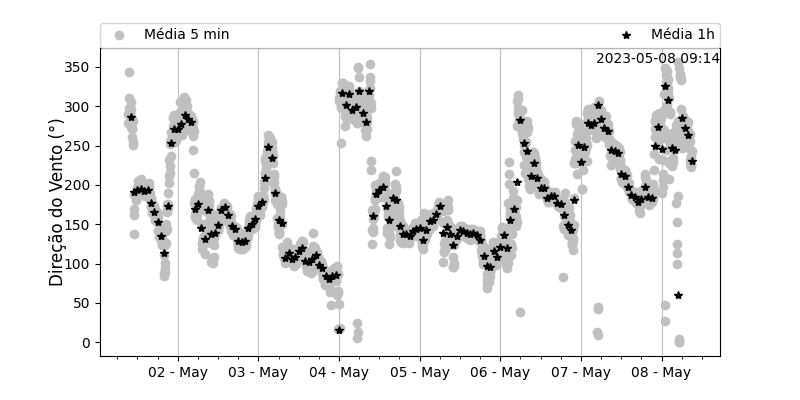 Média 5 min
Média 1h
2023-05-08 09:14
Direção do Vento (°)
350
300
250
200
150
100
50
0
02 - May
03 - May
04 - May
05 - May
06 - May
07 - May
08 - May